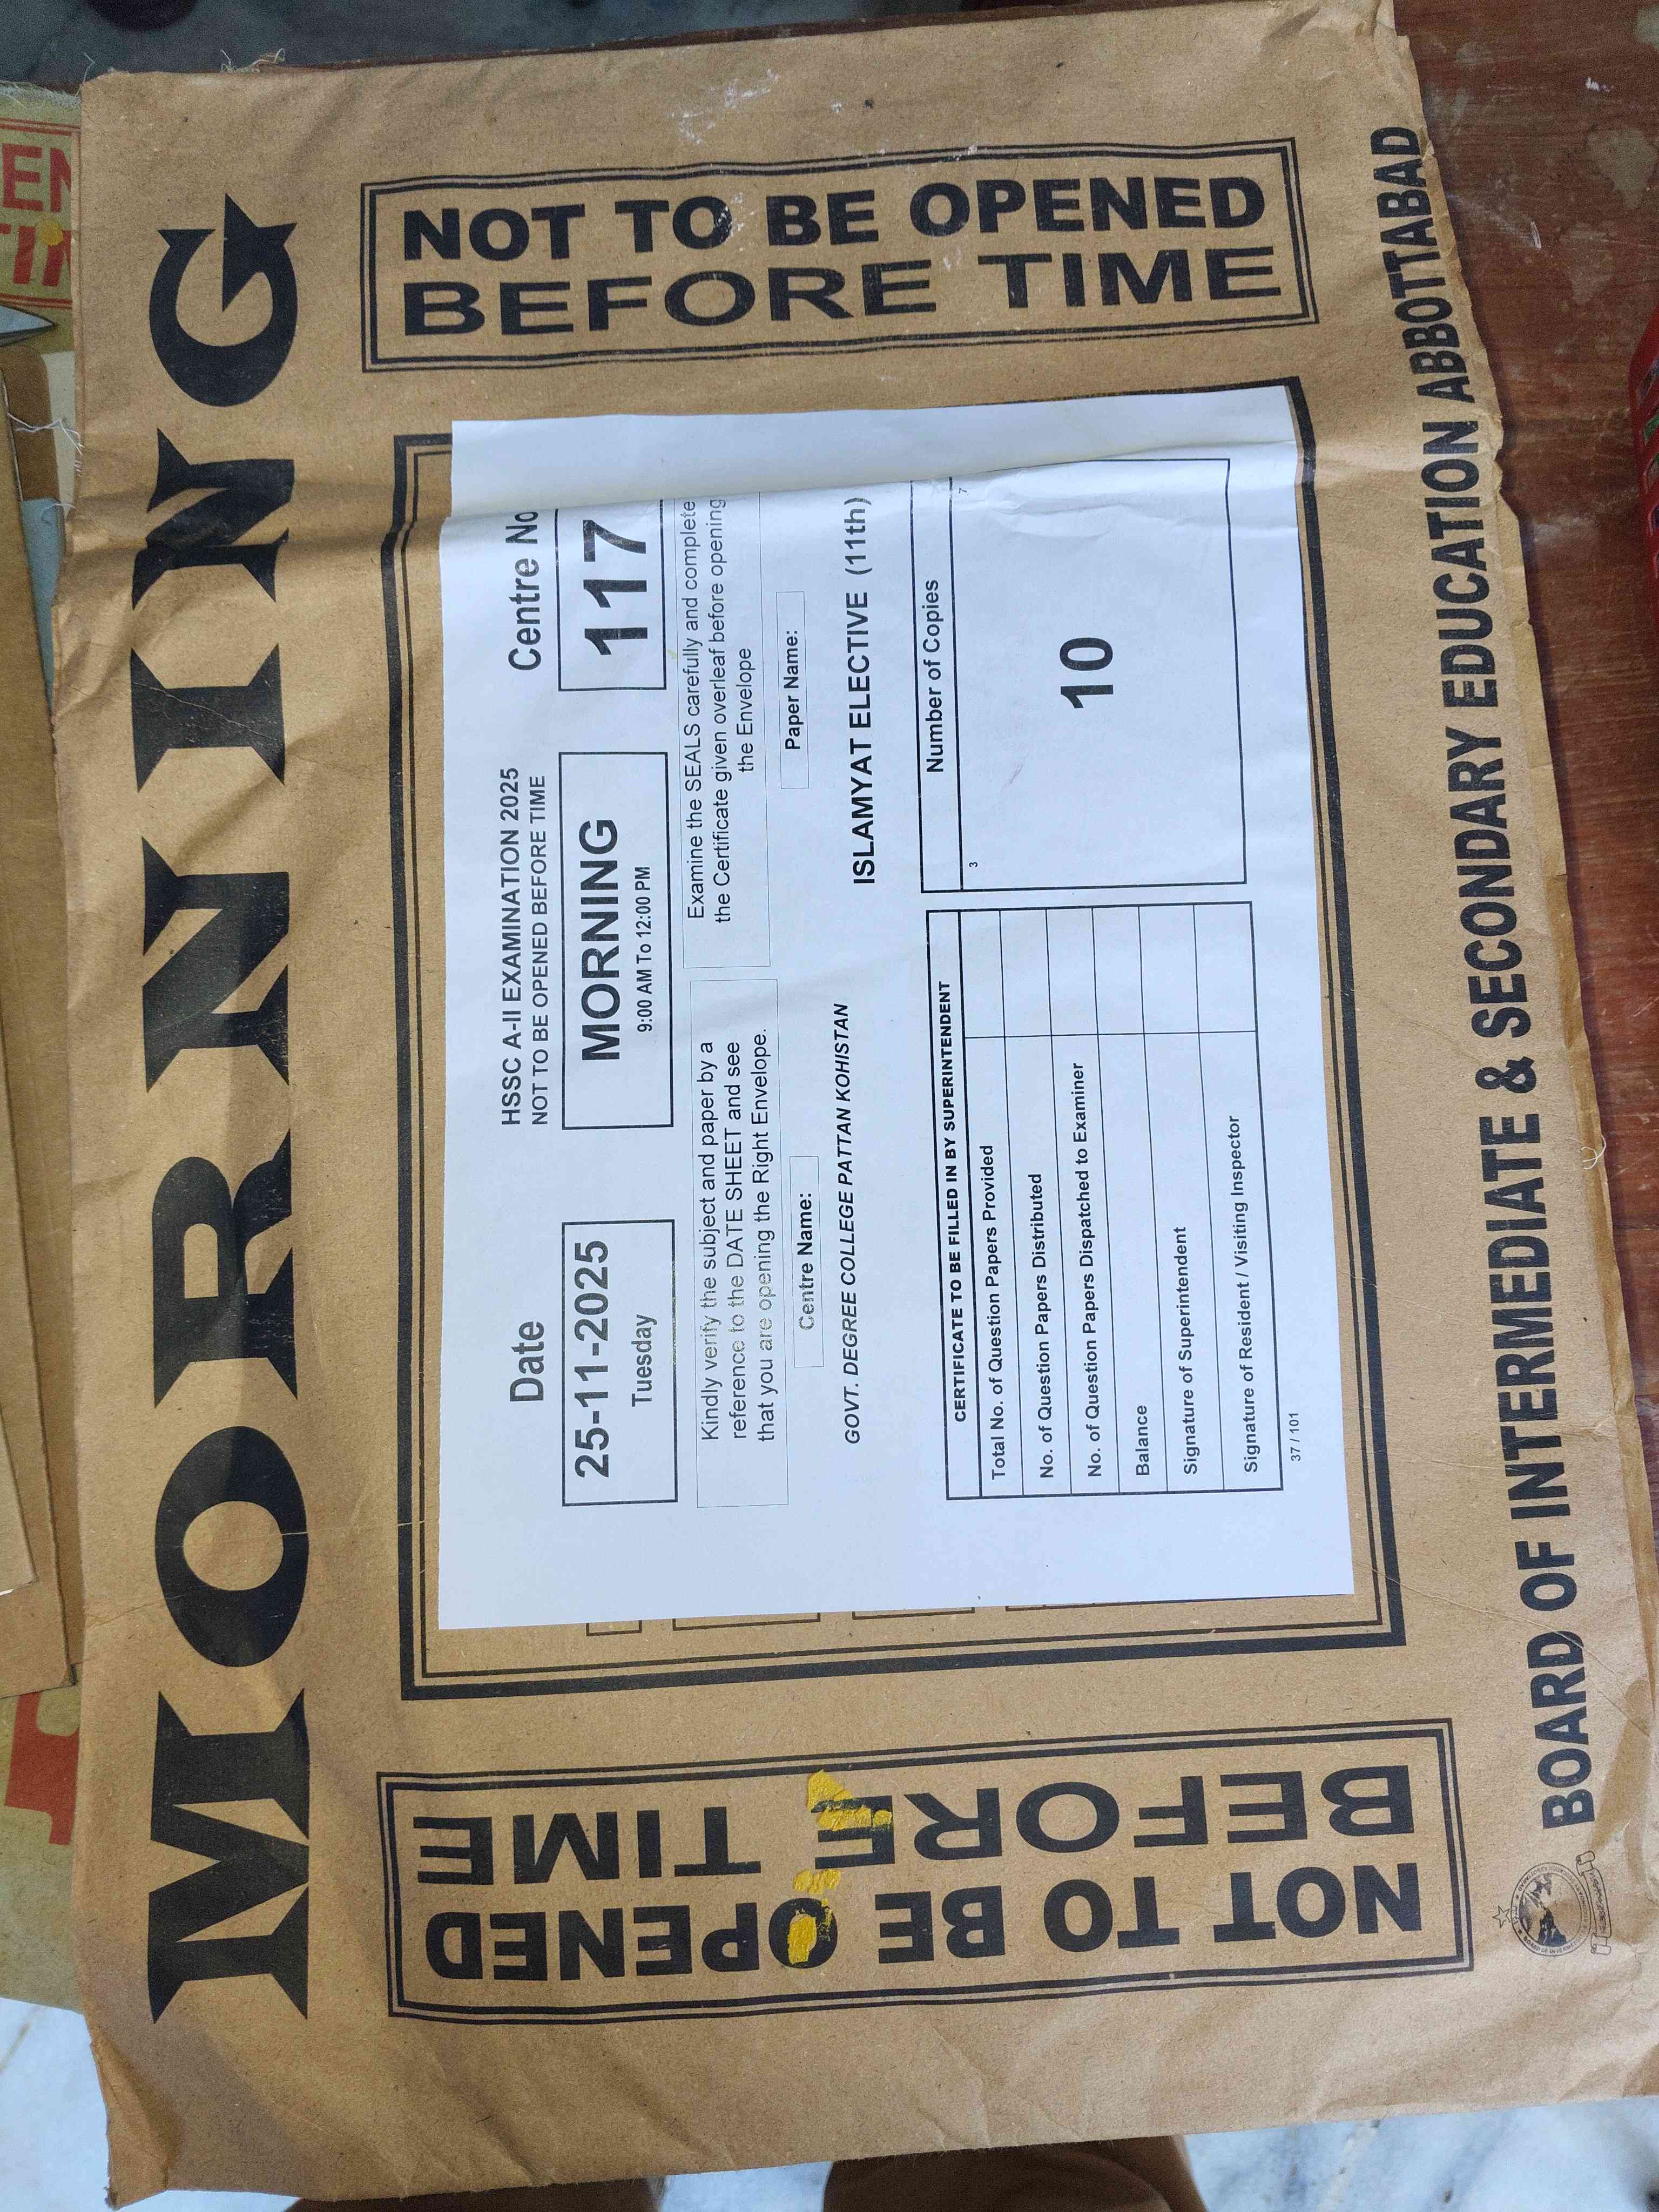 MORNING
NOT TO BE OPENED
BEFORE TIME
NOT TO BE OPENED
BEFORE TIME
Date
25-11-2025
Tuesday
HSSC A-II EXAMINATION 2025
NOT TO BE OPENED BEFORE TIME
MORNING
9:00 AM To 12:00 PM
Centre No
117
Kindly verify the subject and paper by a
reference to the DATE SHEET and see
that you are opening the Right Envelope.
Examine the SEALS carefully and complete
the Certificate given overleaf before opening
the Envelope
Centre Name:
GOVT. DEGREE COLLEGE PATTAN KOHISTAN
Paper Name:
ISLAMYAT ELECTIVE (11th)
CERTIFICATE TO BE FILLED IN BY SUPERINTENDENT
Total No. of Question Papers Provided
No. of Question Papers Distributed
No. of Question Papers Dispatched to Examiner
Balance
Signature of Superintendent
Signature of Resident / Visiting Inspector
37 / 101
Number of Copies
3
7
10
BOARD OF INTERMEDIATE & SECONDARY EDUCATION ABBOTTABAD